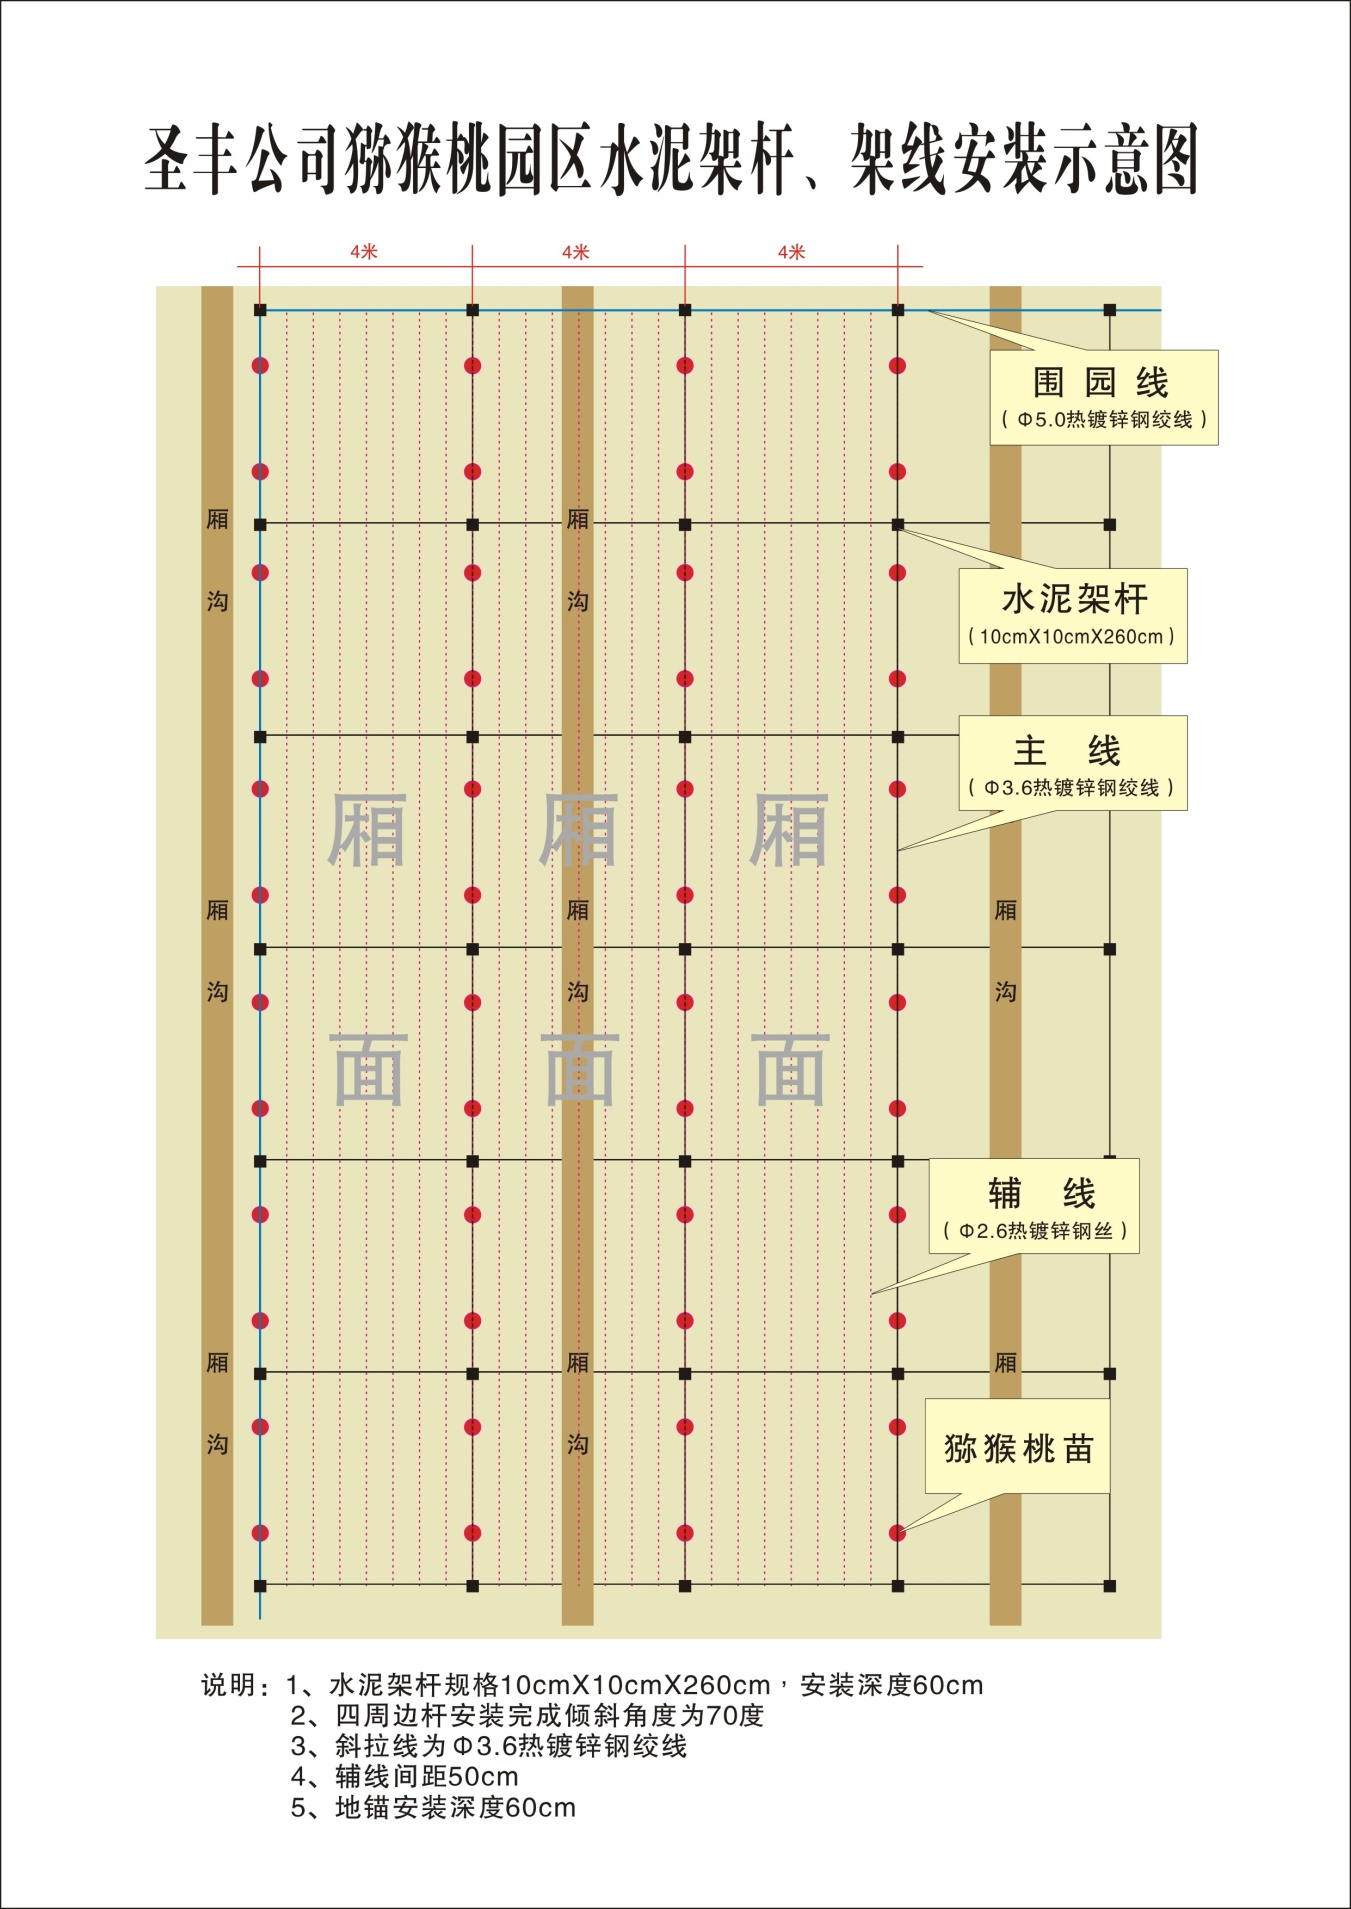 圣丰公司猕猴桃园区水泥架杆、架线安装示意图
4米 4米 4米
围园线
（Φ5.0热镀锌钢绞线）
厢 厢
沟 沟
水泥架杆
（10cmX10cmX260cm）
主 线
（Φ3.6热镀锌钢绞线）
厢 厢 厢
厢 厢 厢
沟 沟 沟
面 面 面
辅 线
（Φ2.6热镀锌钢丝）
厢 厢 厢
沟 沟
猕猴桃苗
说明：1、水泥架杆规格10cmX10cmX260cm，安装深度60cm
2、四周边杆安装完成倾斜角度为70度
3、斜拉线为Φ3.6热镀锌钢绞线
4、辅线间距50cm
5、地锚安装深度60cm